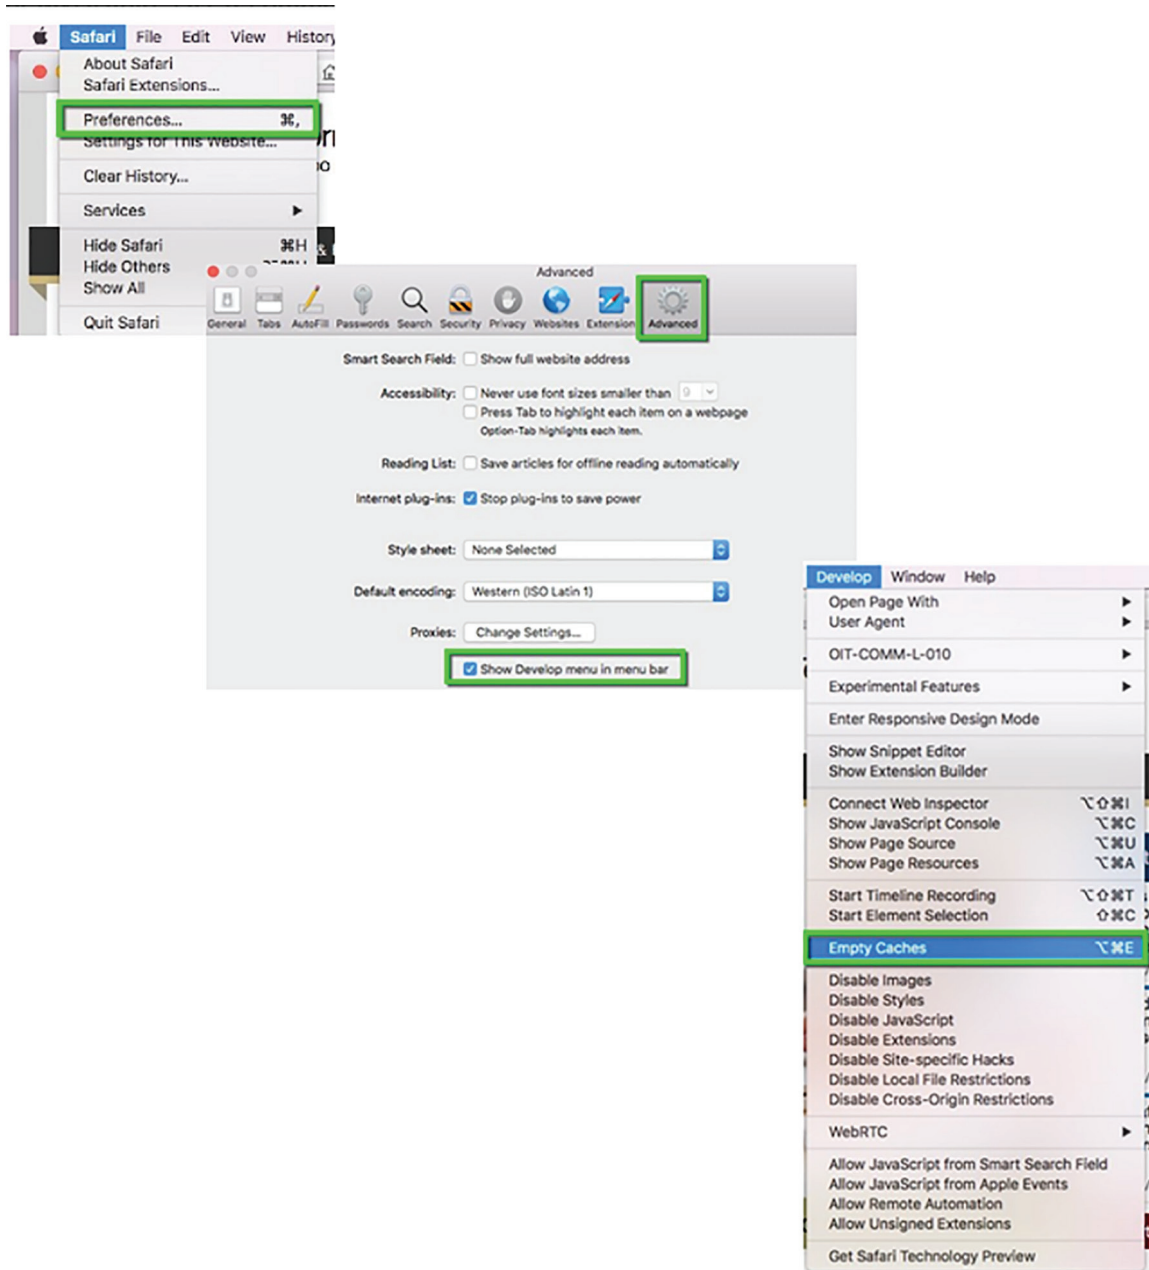 Safari File Edit View History
About Safari
Safari Extensions...
Preferences... ⌘,
Settings for This Website...
Clear History...
Services
Hide Safari ⌘H
Hide Others
Show All
Quit Safari
Advanced
General Tabs AutoFill Passwords Search Security Privacy Websites Extension Advanced
Smart Search Field: Show full website address
Accessibility: Never use font sizes smaller than 9
Press Tab to highlight each item on a webpage
Option-Tab highlights each item.
Reading List: Save articles for offline reading automatically
Internet plug-ins: Stop plug-ins to save power
Style sheet: None Selected
Default encoding: Western (ISO Latin 1)
Proxies: Change Settings...
Show Develop menu in menu bar
Develop Window Help
Open Page With
User Agent
OIT-COMM-L-010
Experimental Features
Enter Responsive Design Mode
Show Snippet Editor
Show Extension Builder
Connect Web Inspector ⌥⇧⌘I
Show JavaScript Console ⌥⌘C
Show Page Source ⌥⌘U
Show Page Resources ⌥⌘A
Start Timeline Recording ⌥⇧⌘T
Start Element Selection ⇧⌘C
Empty Caches ⌥⌘E
Disable Images
Disable Styles
Disable JavaScript
Disable Extensions
Disable Site-specific Hacks
Disable Local File Restrictions
Disable Cross-Origin Restrictions
WebRTC
Allow JavaScript from Smart Search Field
Allow JavaScript from Apple Events
Allow Remote Automation
Allow Unsigned Extensions
Get Safari Technology Preview